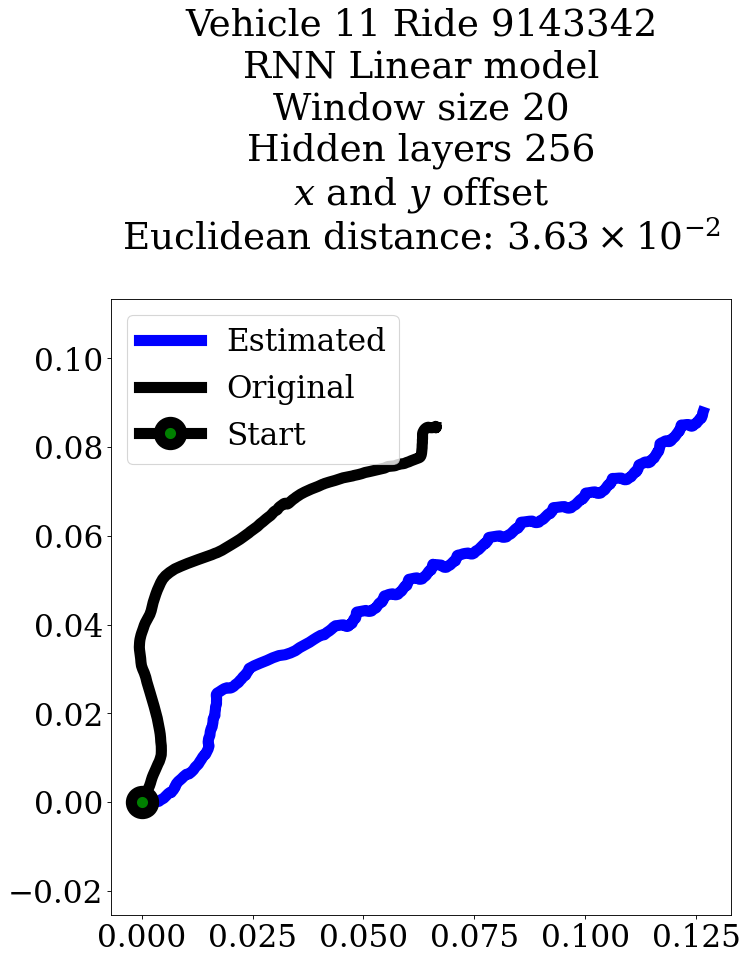 Vehicle 11 Ride 9143342
RNN Linear model
Window size 20
Hidden layers 256
x and y offset
Euclidean distance: 3.63 × 10⁻²
Estimated
Original
Start
0.10
0.08
0.06
0.04
0.02
0.00
−0.02
0.000 0.025 0.050 0.075 0.100 0.125